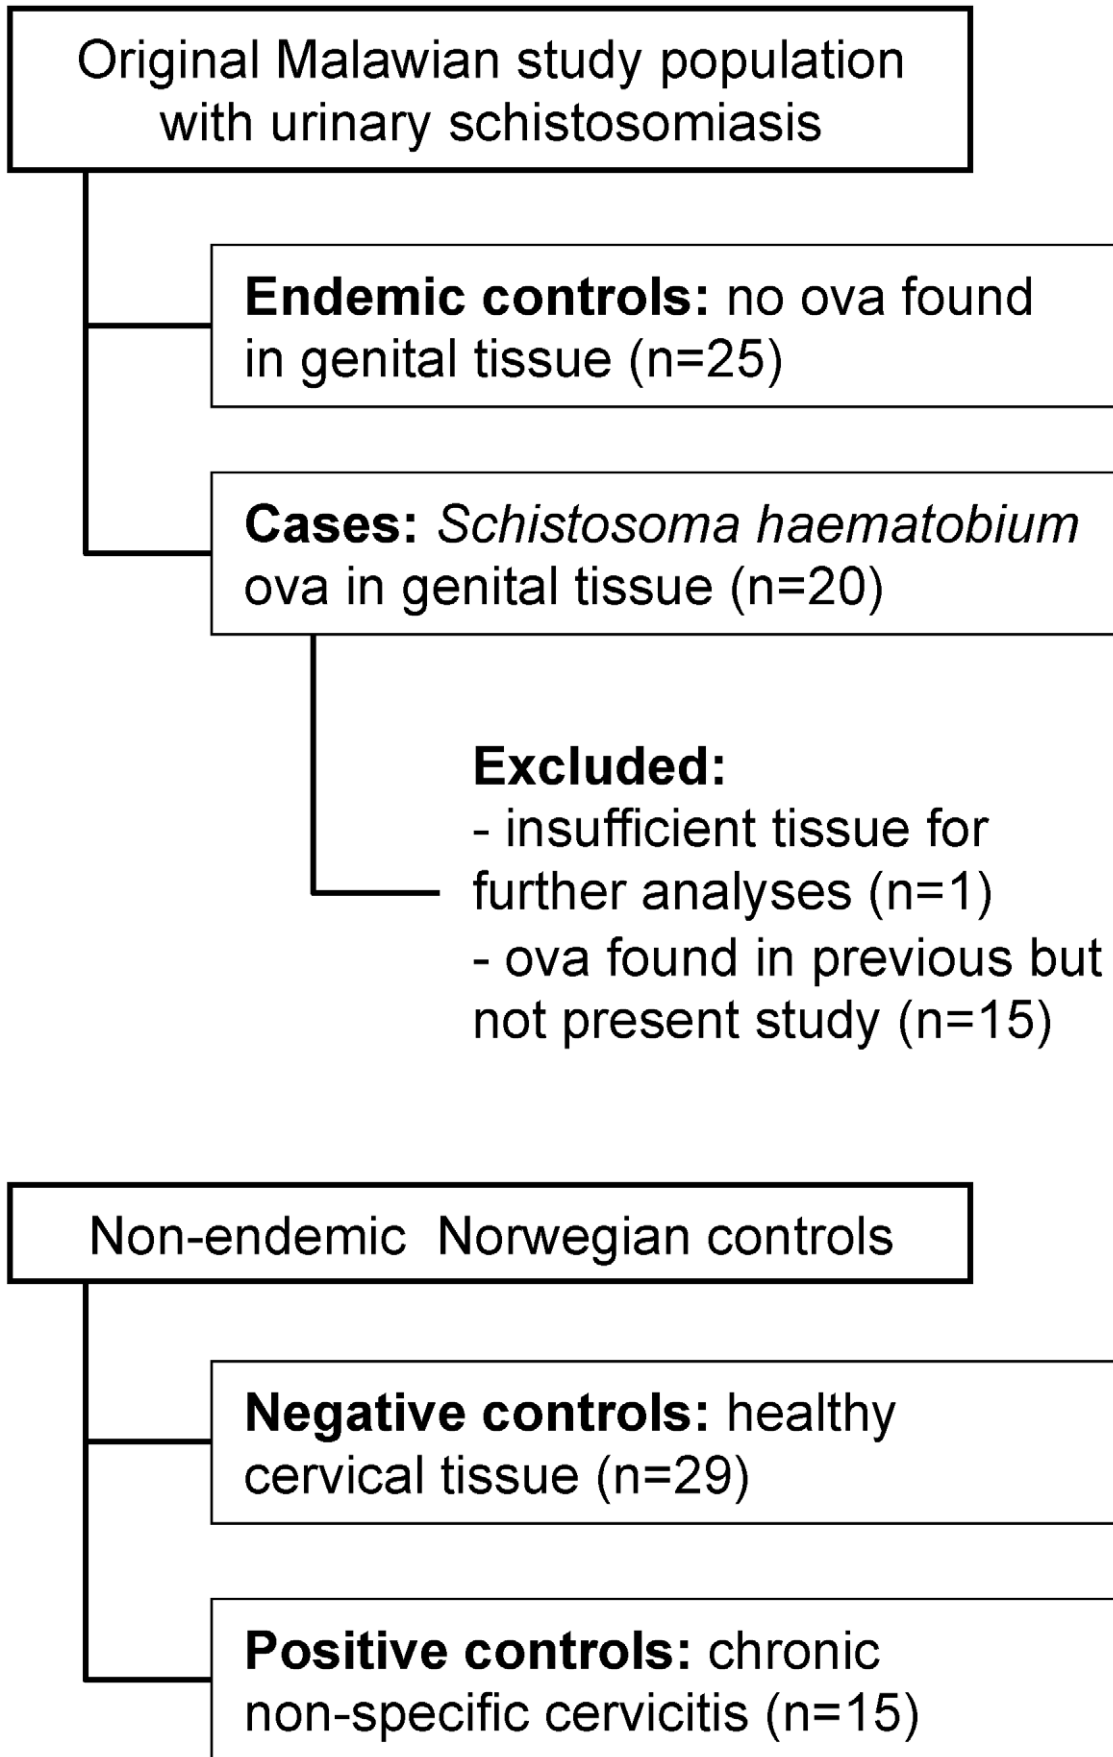 Original Malawian study population
with urinary schistosomiasis
Endemic controls: no ova found
in genital tissue (n=25)
Cases: Schistosoma haematobium
ova in genital tissue (n=20)
Excluded:
- insufficient tissue for
further analyses (n=1)
- ova found in previous but
not present study (n=15)
Non-endemic Norwegian controls
Negative controls: healthy
cervical tissue (n=29)
Positive controls: chronic
non-specific cervicitis (n=15)